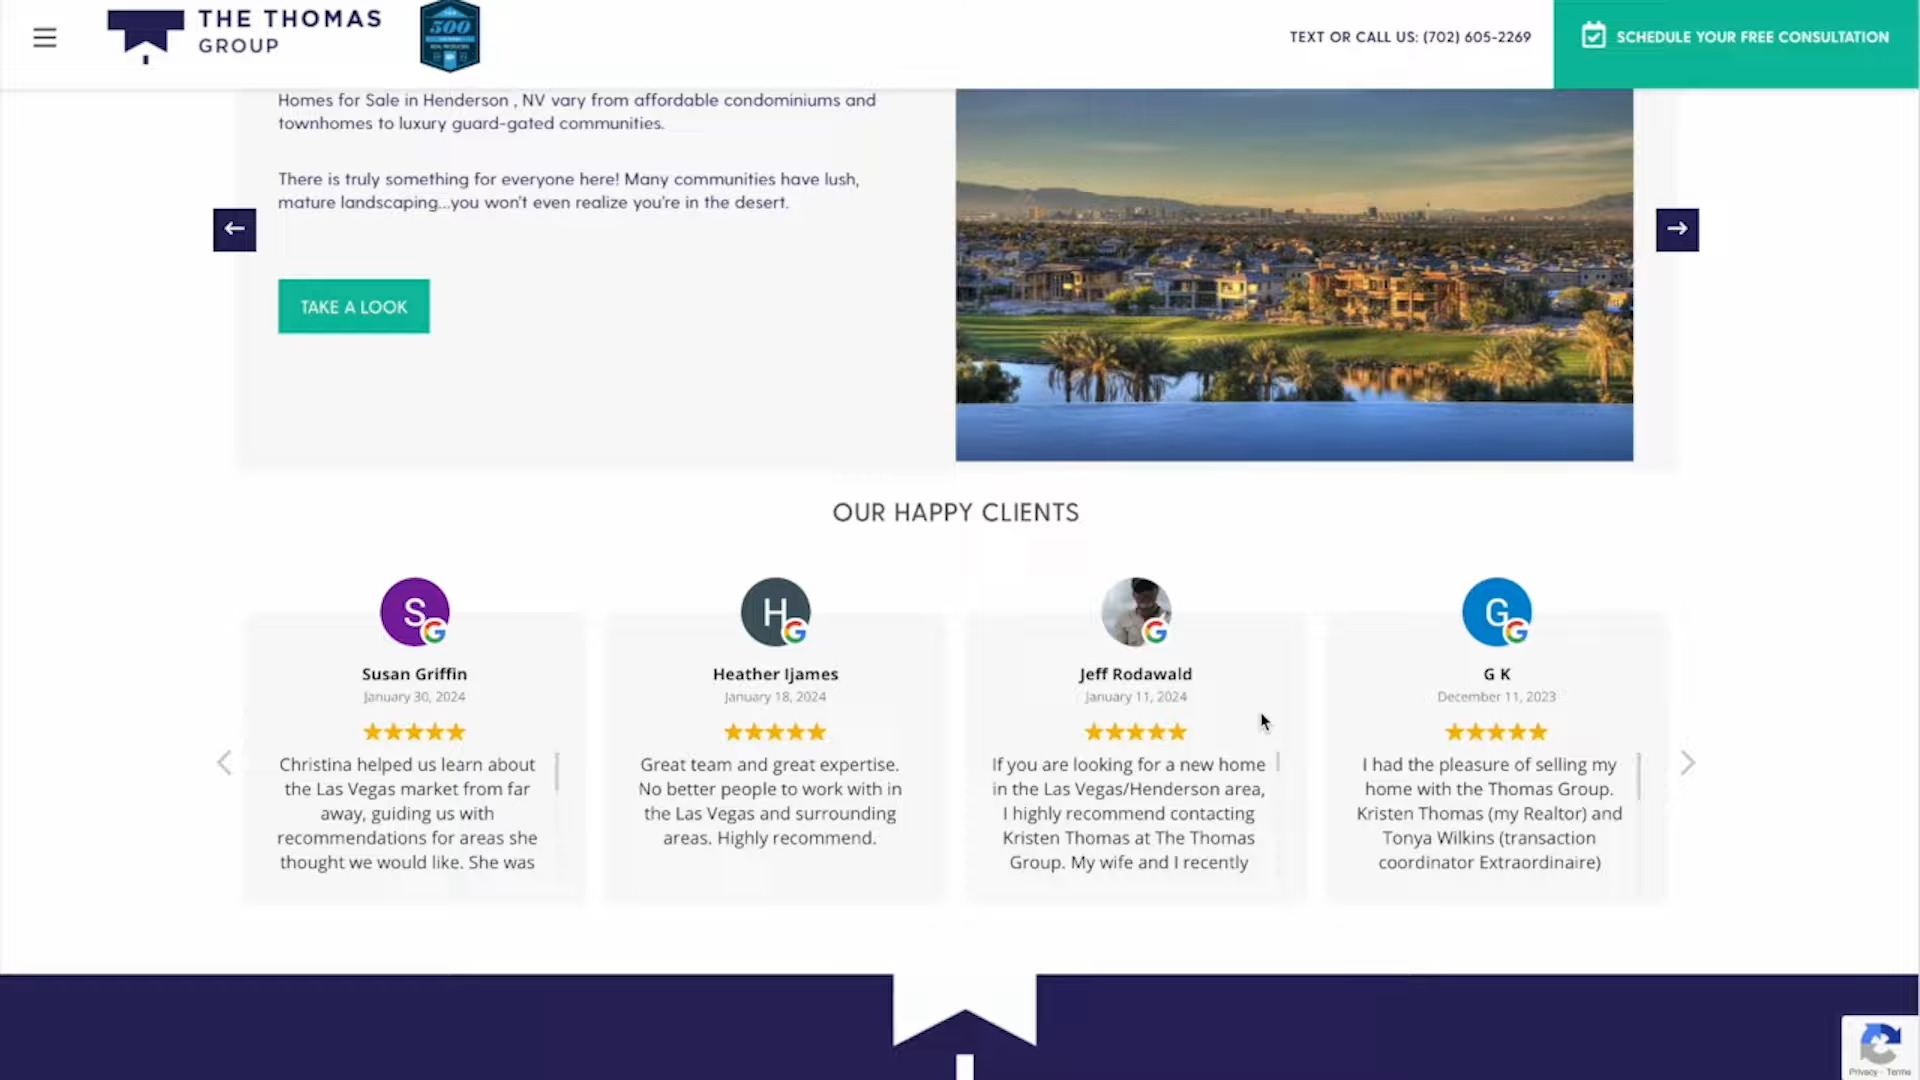 THE THOMAS
GROUP
500
TEXT OR CALL US: (702) 605-2269
SCHEDULE YOUR FREE CONSULTATION
Homes for Sale in Henderson , NV vary from affordable condominiums and
townhomes to luxury guard-gated communities.
There is truly something for everyone here! Many communities have lush,
mature landscaping...you won't even realize you're in the desert.
TAKE A LOOK
OUR HAPPY CLIENTS
S
Susan Griffin
January 30, 2024
Christina helped us learn about
the Las Vegas market from far
away, guiding us with
recommendations for areas she
thought we would like. She was
H
Heather Ijames
January 18, 2024
Great team and great expertise.
No better people to work with in
the Las Vegas and surrounding
areas. Highly recommend.
Jeff Rodawald
January 11, 2024
If you are looking for a new home
in the Las Vegas/Henderson area,
I highly recommend contacting
Kristen Thomas at The Thomas
Group. My wife and I recently
G
G K
December 11, 2023
I had the pleasure of selling my
home with the Thomas Group.
Kristen Thomas (my Realtor) and
Tonya Wilkins (transaction
coordinator Extraordinaire)
Privacy - Terms